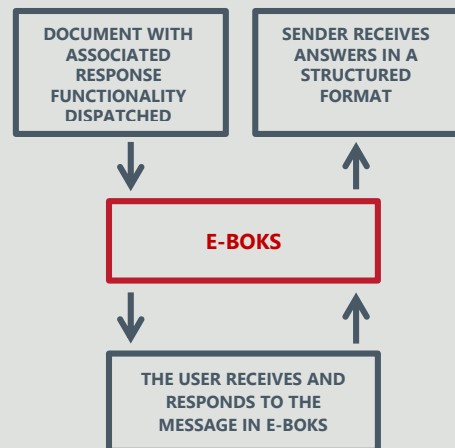 DOCUMENT WITH
ASSOCIATED
RESPONSE
FUNCTIONALITY
DISPATCHED
SENDER RECEIVES
ANSWERS IN A
STRUCTURED
FORMAT
E-BOKS
THE USER RECEIVES AND
RESPONDS TO THE
MESSAGE IN E-BOKS